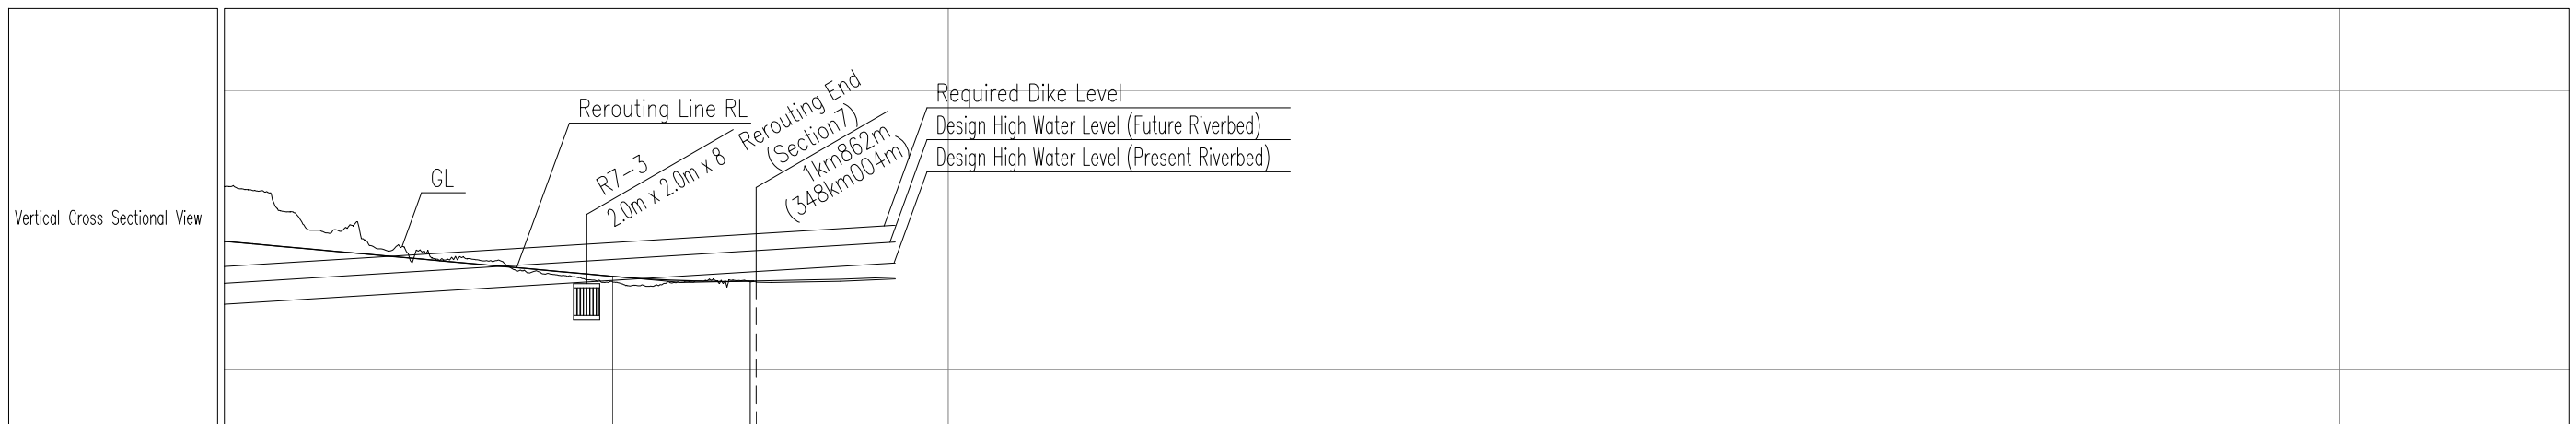 Vertical Cross Sectional View
GL
Rerouting Line RL
R7-3
2.0m x 2.0m x 8
Rerouting End
(Section7)
1km862m
(348km004m)
Required Dike Level
Design High Water Level (Future Riverbed)
Design High Water Level (Present Riverbed)